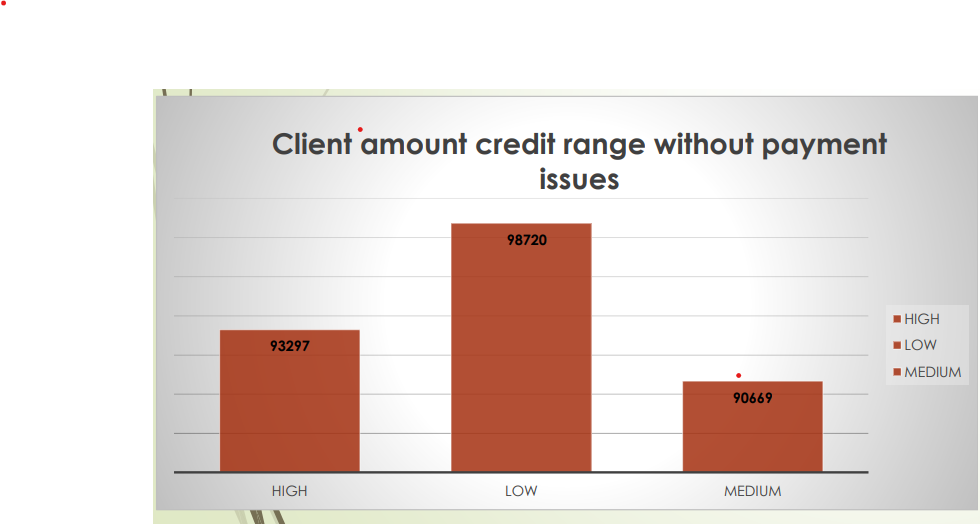 Client amount credit range without payment
issues
98720
93297
90669
HIGH
LOW
MEDIUM
HIGH LOW MEDIUM